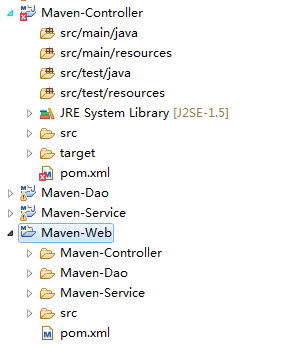 Maven-Controller
src/main/java
src/main/resources
src/test/java
src/test/resources
JRE System Library [J2SE-1.5]
src
target
pom.xml
Maven-Dao
Maven-Service
Maven-Web
Maven-Controller
Maven-Dao
Maven-Service
src
pom.xml